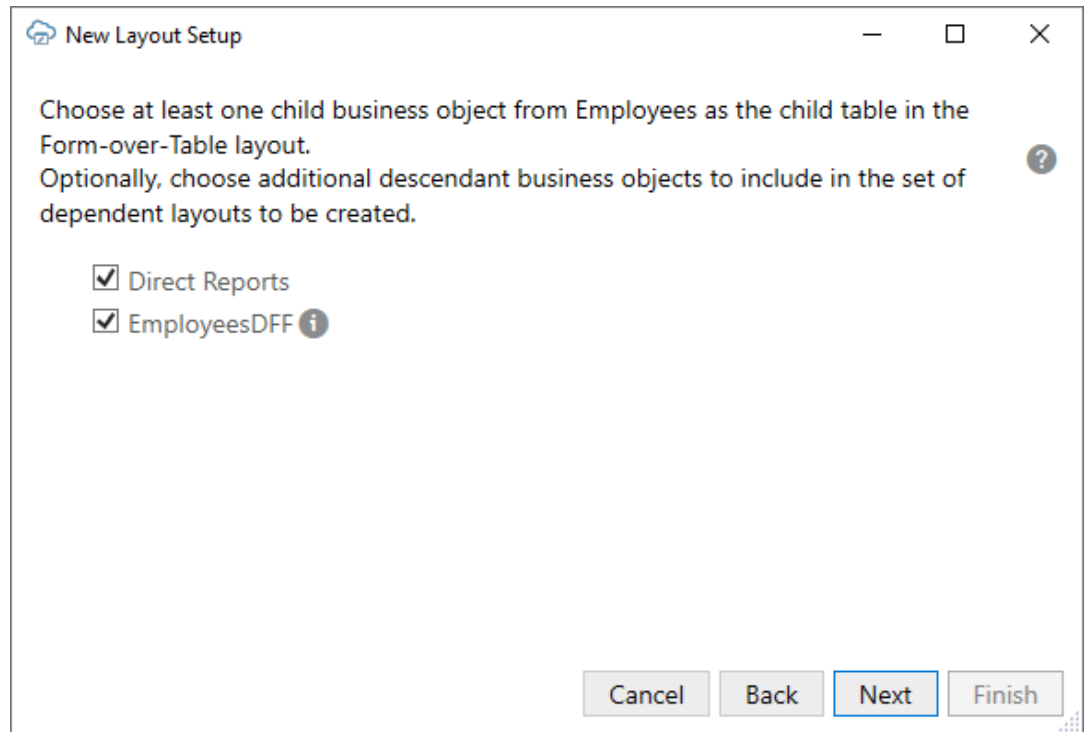 New Layout Setup
Choose at least one child business object from Employees as the child table in the
Form-over-Table layout.
Optionally, choose additional descendant business objects to include in the set of
dependent layouts to be created.
Direct Reports
EmployeesDFF
Cancel Back Next Finish